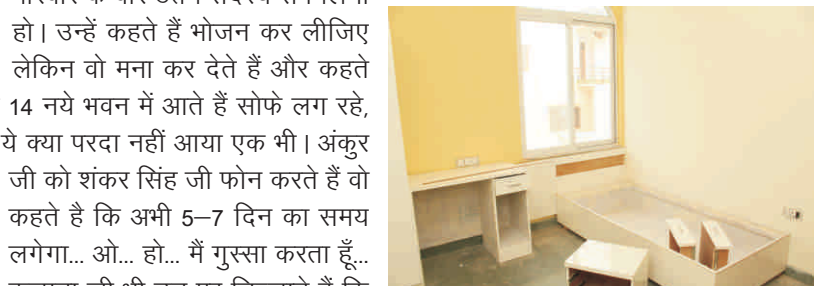 हो। उन्हें कहते हैं भोजन कर लीजिए
लेकिन वो मना कर देते हैं और कहते
14 नये भवन में आते हैं सोफे लग रहे,
ये क्या परदा नहीं आया एक भी। अंकुर
जी को शंकर सिंह जी फोन करते हैं वो
कहते है कि अभी 5–7 दिन का समय
लगेगा... ओ... हो... मैं गुस्सा करता हूँ...